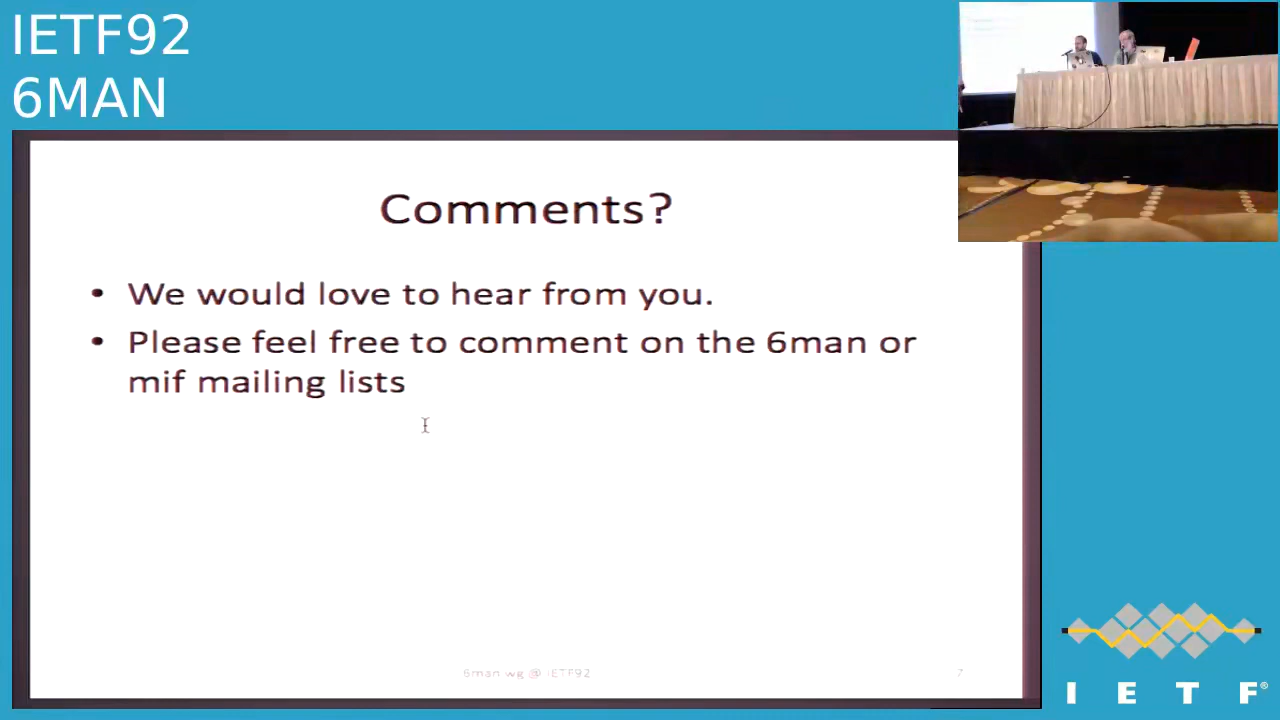 IETF92
6MAN
Comments?
• We would love to hear from you.
• Please feel free to comment on the 6man or
mif mailing lists
6man wg @ IETF92
7
I E T F®